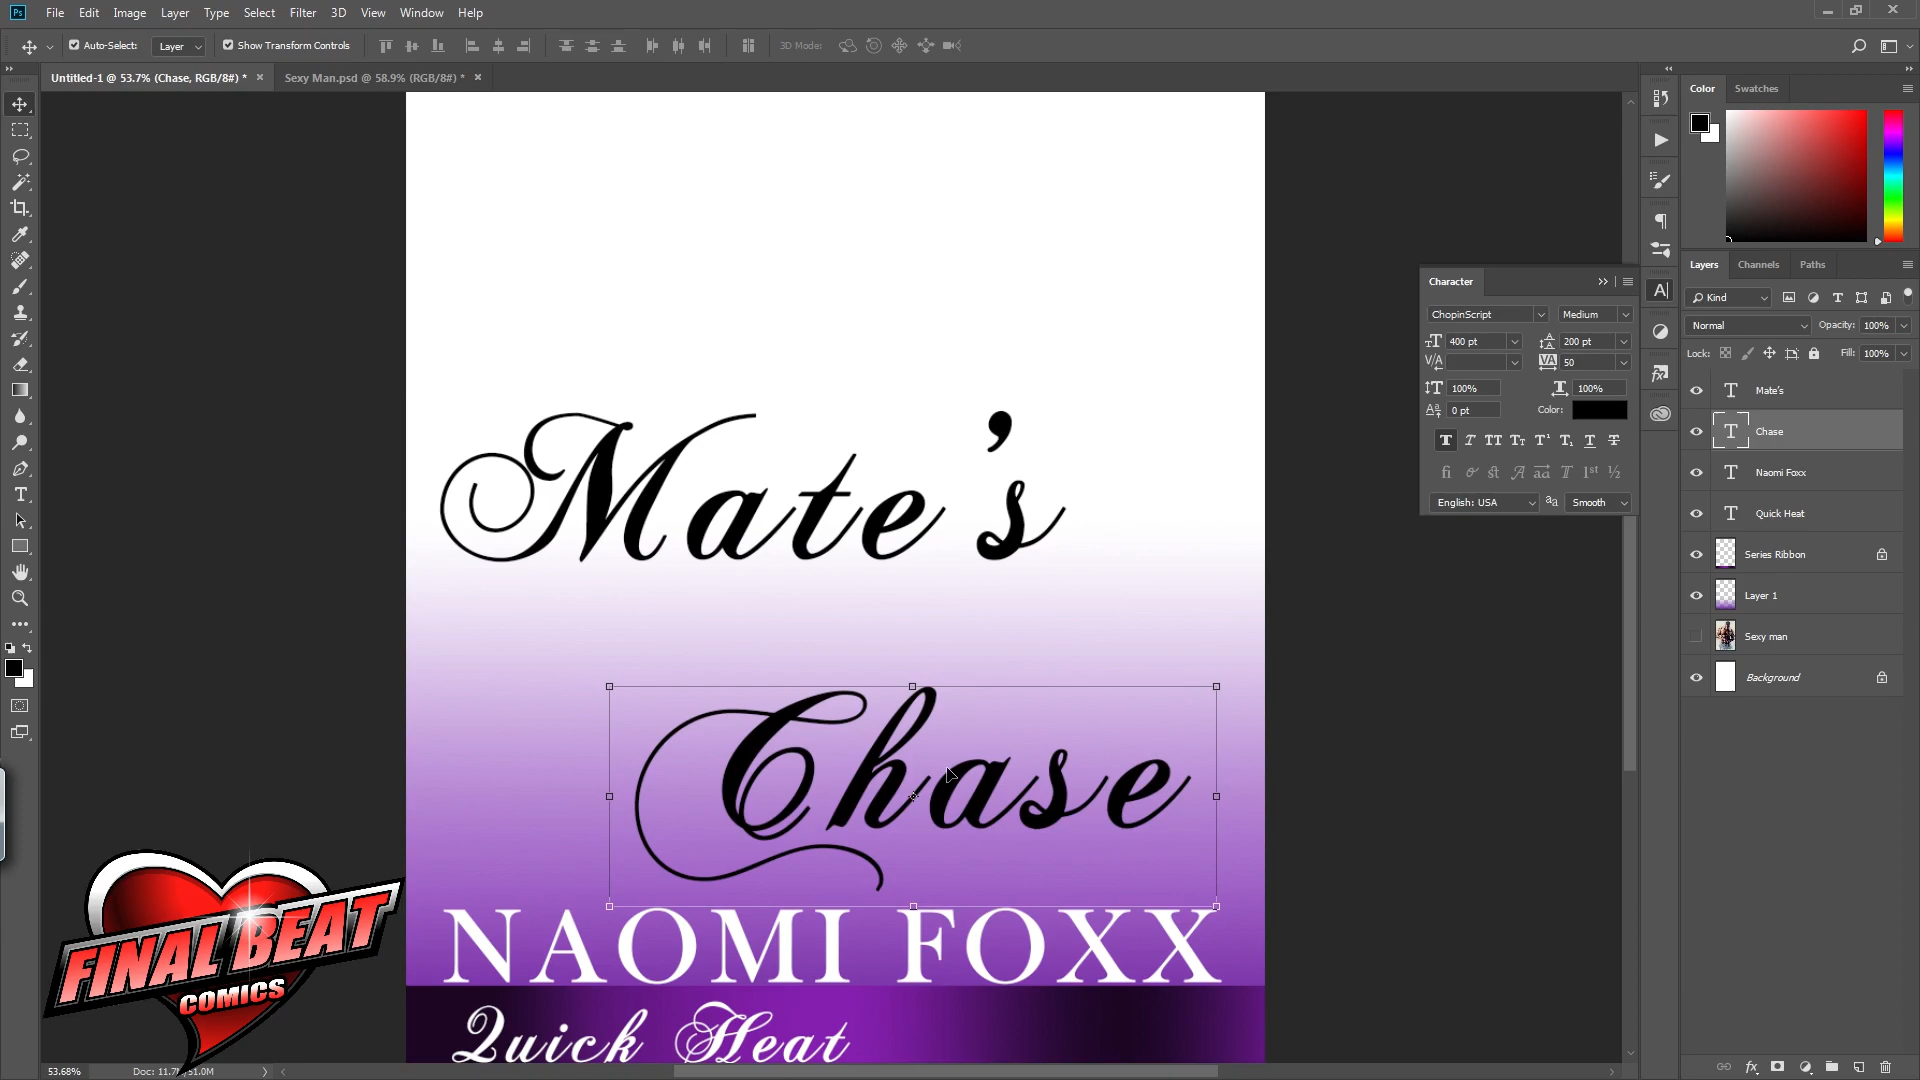 Ps File Edit Image Layer Type Select Filter 3D View Window Help
Auto-Select: Layer Show Transform Controls 3D Mode:
Untitled-1 @ 53.7% (Chase, RGB/8#) * × Sexy Man.psd @ 58.9% (RGB/8#) * ×
Color Swatches
Mate's
Chase
NAOMI FOXX
Quick Heat
FINAL BEAT
COMICS
Character
ChopinScript Medium
400 pt 200 pt
50
100% 100%
0 pt Color:
English: USA Smooth
Layers Channels Paths
Kind
Normal Opacity: 100%
Lock: Fill: 100%
Mate's
Chase
Naomi Foxx
Quick Heat
Series Ribbon
Layer 1
Sexy man
Background
53.68%